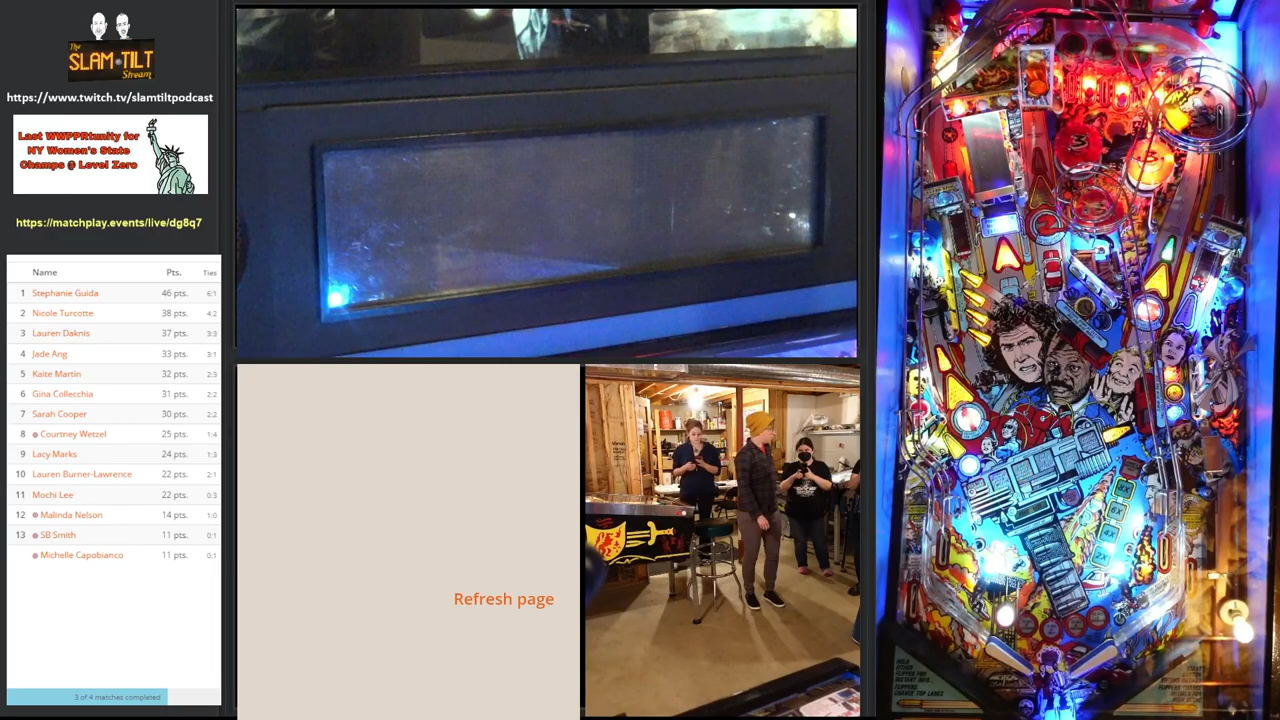 The
SLAM TILT
Stream
https://www.twitch.tv/slamtiltpodcast
Last WWPPRtunity for
NY Women's State
Champs @ Level Zero
https://matchplay.events/live/dg8q7
Name Pts. Ties
1 Stephanie Guida 46 pts. 6:1
2 Nicole Turcotte 38 pts. 4:2
3 Lauren Daknis 37 pts. 3:3
4 Jade Ang 33 pts. 3:1
5 Kaite Martin 32 pts. 2:3
6 Gina Collecchia 31 pts. 2:2
7 Sarah Cooper 30 pts. 2:2
8 Courtney Wetzel 25 pts. 1:4
9 Lacy Marks 24 pts. 1:3
10 Lauren Burner-Lawrence 22 pts. 2:1
11 Mochi Lee 22 pts. 0:3
12 Malinda Nelson 14 pts. 1:0
13 SB Smith 11 pts. 0:1
Michelle Capobianco 11 pts. 0:1
3 of 4 matches completed
Refresh page